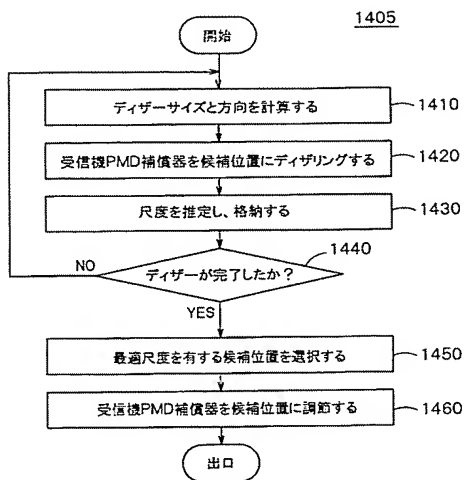 1405
開始
ディザーサイズと方向を計算する
1410
受信機PMD補償器を候補位置にディザリングする
1420
尺度を推定し、格納する
1430
1440
ディザーが完了したか?
NO
YES
最適尺度を有する候補位置を選択する
1450
受信機PMD補償器を候補位置に調節する
1460
出口